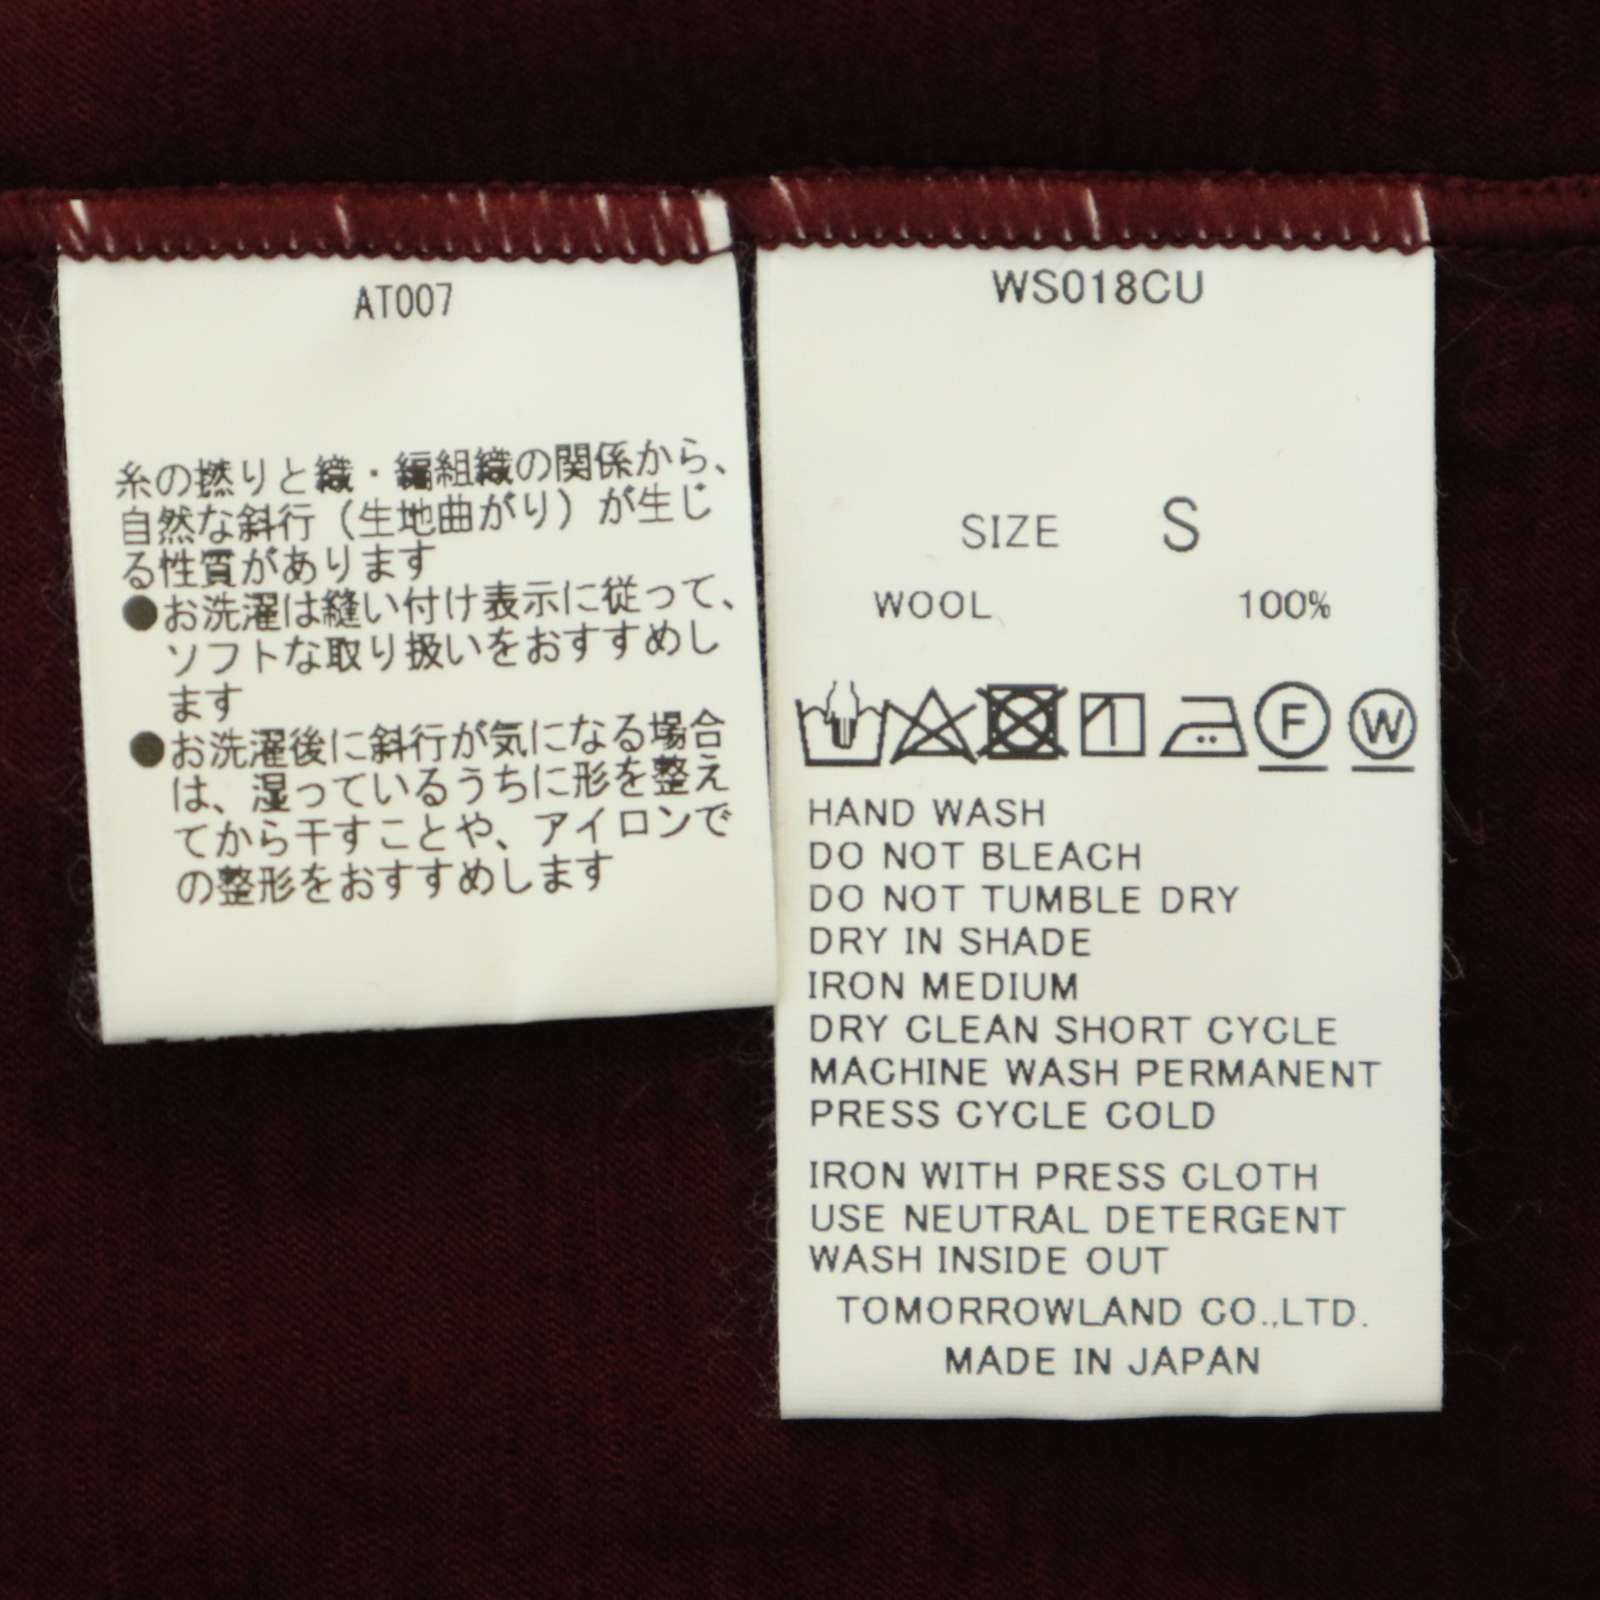 AT007
糸の撚りと織・編組織の関係から、
自然な斜行（生地曲がり）が生じ
る性質があります
●お洗濯は縫い付け表示に従って、
ソフトな取り扱いをおすすめし
ます
●お洗濯後に斜行が気になる場合
は、湿っているうちに形を整え
てから干すことや、アイロンで
の整形をおすすめします
WS018CU
SIZE S
WOOL 100%
F W
HAND WASH
DO NOT BLEACH
DO NOT TUMBLE DRY
DRY IN SHADE
IRON MEDIUM
DRY CLEAN SHORT CYCLE
MACHINE WASH PERMANENT
PRESS CYCLE COLD
IRON WITH PRESS CLOTH
USE NEUTRAL DETERGENT
WASH INSIDE OUT
TOMORROWLAND CO.,LTD.
MADE IN JAPAN